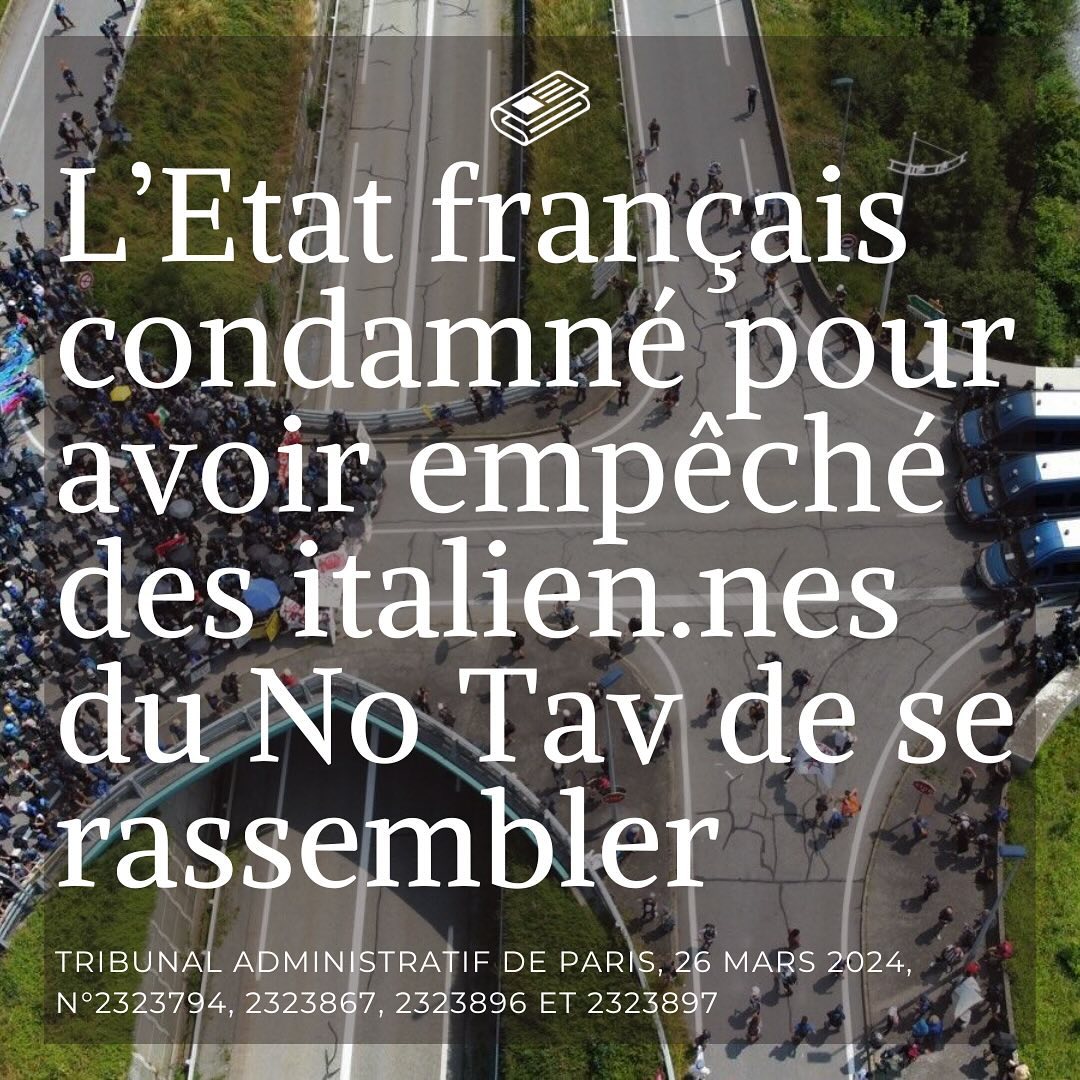 L’Etat français
condamné pour
avoir empêché
des italien.nes
du No Tav de se
rassembler
TRIBUNAL ADMINISTRATIF DE PARIS, 26 MARS 2024,
N°2323794, 2323867, 2323896 ET 2323897